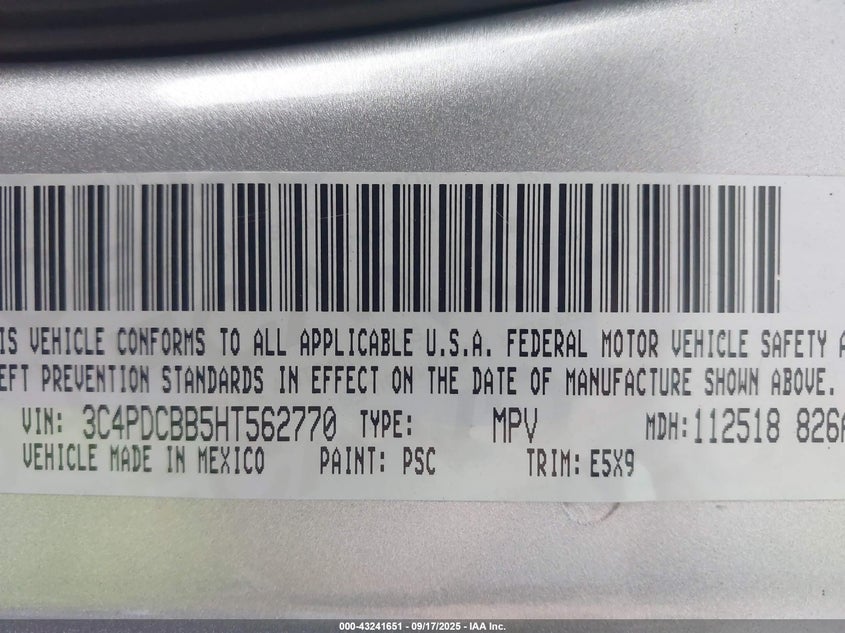 IS VEHICLE CONFORMS TO ALL APPLICABLE U.S.A. FEDERAL MOTOR VEHICLE SAFETY A
EFT PREVENTION STANDARDS IN EFFECT ON THE DATE OF MANUFACTURE SHOWN ABOVE.
VIN: 3C4PDCBB5HT562770 TYPE: MPV MDH: 112518 826A
VEHICLE MADE IN MEXICO PAINT: PSC TRIM: E5X9
000-43241651 - 09/17/2025 - IAA Inc.